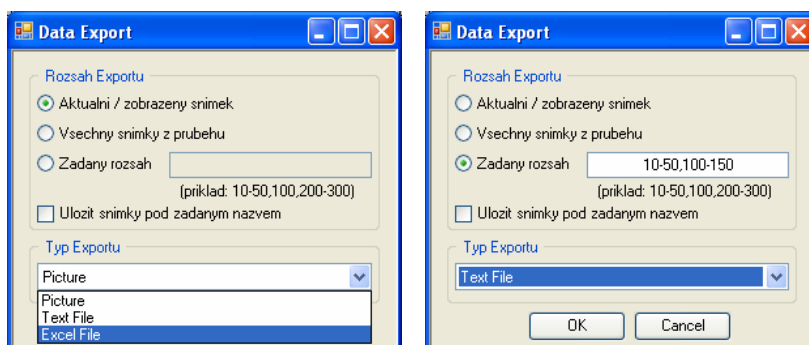 Data Export
Rozsah Exportu
Aktualni / zobrazeny snimek
Vsechny snimky z prubehu
Zadany rozsah
(priklad: 10-50,100,200-300)
Ulozit snimky pod zadanym nazvem
Typ Exportu
Picture
Picture
Text File
Excel File
Data Export
Rozsah Exportu
Aktualni / zobrazeny snimek
Vsechny snimky z prubehu
Zadany rozsah 10-50,100-150
(priklad: 10-50,100,200-300)
Ulozit snimky pod zadanym nazvem
Typ Exportu
Text File
OK Cancel